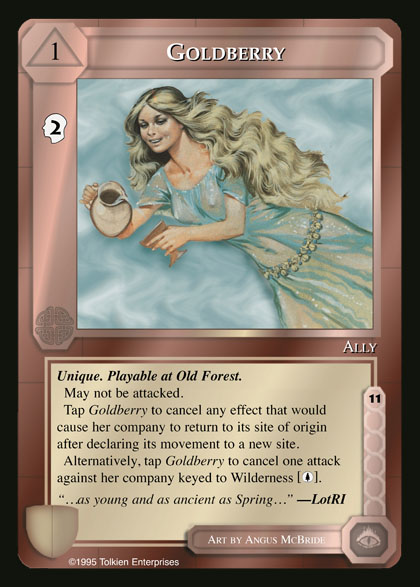 1
GOLDBERRY
2
ALLY
Unique. Playable at Old Forest.
May not be attacked.
Tap Goldberry to cancel any effect that would
cause her company to return to its site of origin
after declaring its movement to a new site.
Alternatively, tap Goldberry to cancel one attack
against her company keyed to Wilderness [ ].
“…as young and as ancient as Spring…” —LotRI
11
ART BY ANGUS MCBRIDE
©1995 Tolkien Enterprises